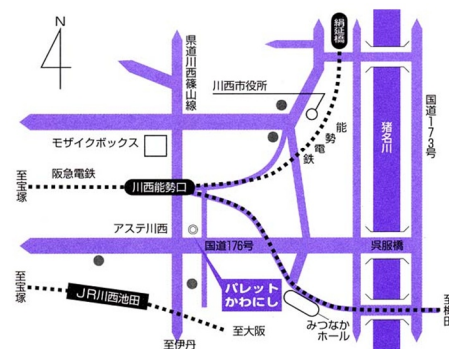 絹延橋
県道川西篠山線
川西市役所
能勢電鉄
国道173号
猪名川
モザイクボックス
阪急電鉄
至宝塚
川西能勢口
アステ川西
国道176号
呉服橋
パレット
かわにし
至宝塚
JR川西池田
至大阪
至伊丹
みつなか
ホール
至梅田